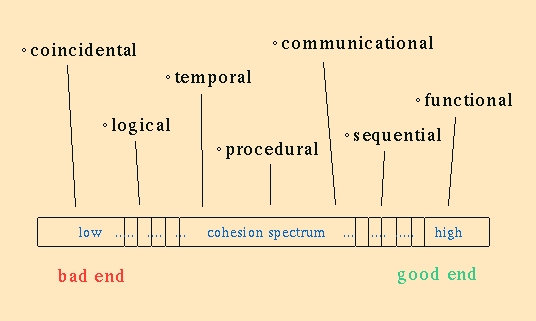 ◦communicational
◦coincidental
◦temporal
◦functional
◦logical
◦sequential
◦procedural
low ..... .... ... cohesion spectrum ... .... .... high
bad end
good end